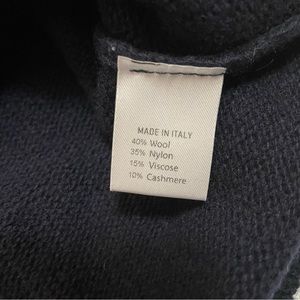 MADE IN ITALY
40% Wool
35% Nylon
15% Viscose
10% Cashmere